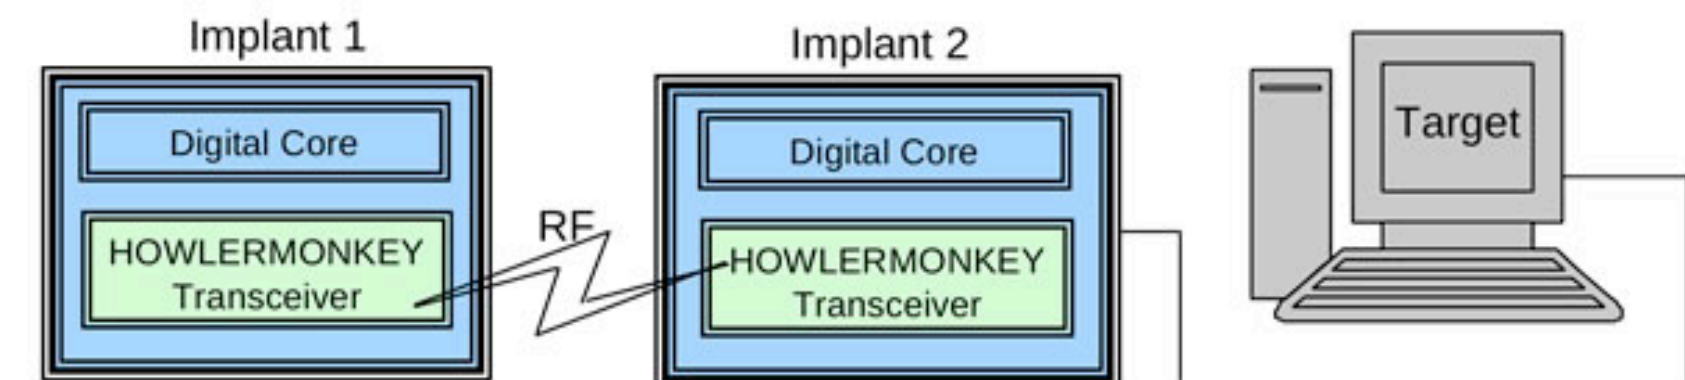 Implant 1
Implant 2
Digital Core
Digital Core
Target
RF
HOWLERMONKEY
Transceiver
HOWLERMONKEY
Transceiver